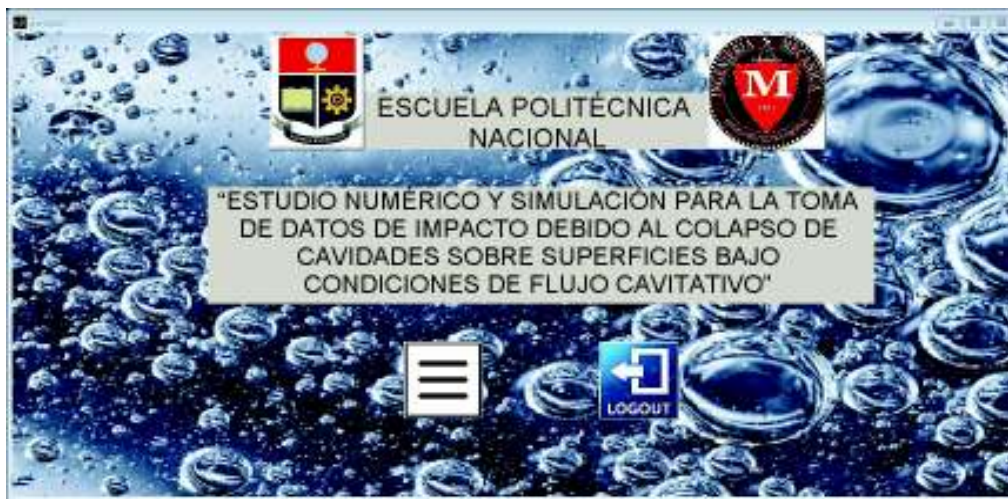 ESCUELA POLITÉCNICA
NACIONAL
M
“ESTUDIO NUMÉRICO Y SIMULACIÓN PARA LA TOMA
DE DATOS DE IMPACTO DEBIDO AL COLAPSO DE
CAVIDADES SOBRE SUPERFICIES BAJO
CONDICIONES DE FLUJO CAVITATIVO”
LOGOUT